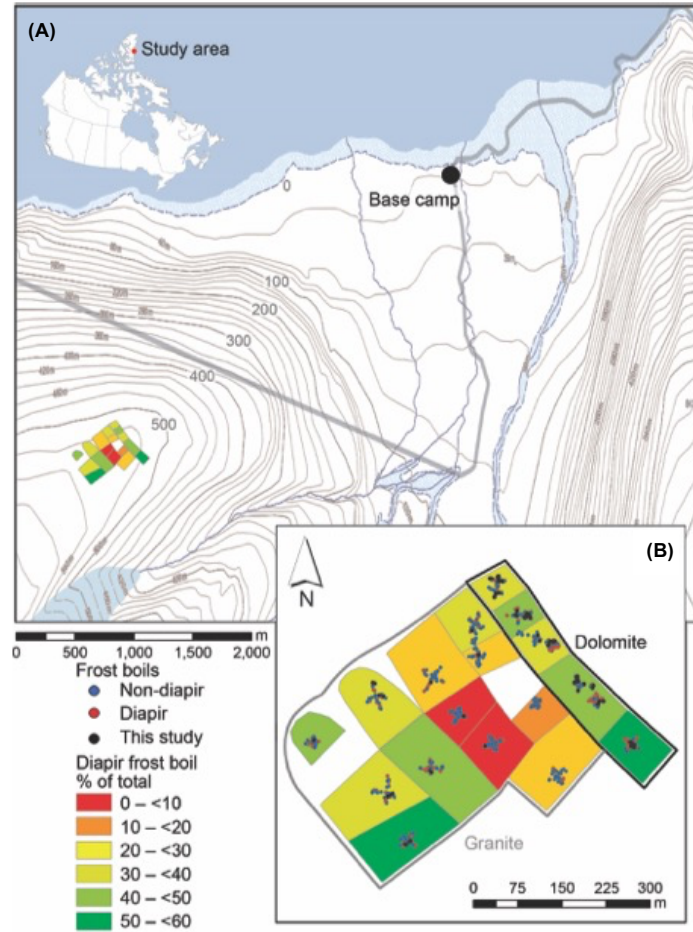 (A)
Study area
0
Base camp
100
200
300
400
500
(B)
N
Dolomite
Granite
0 75 150 225 300
m
0 500 1,000 1,500 2,000
m
Frost boils
Non-diapir
Diapir
This study
Diapir frost boil
% of total
0 – <10
10 – <20
20 – <30
30 – <40
40 – <50
50 – <60